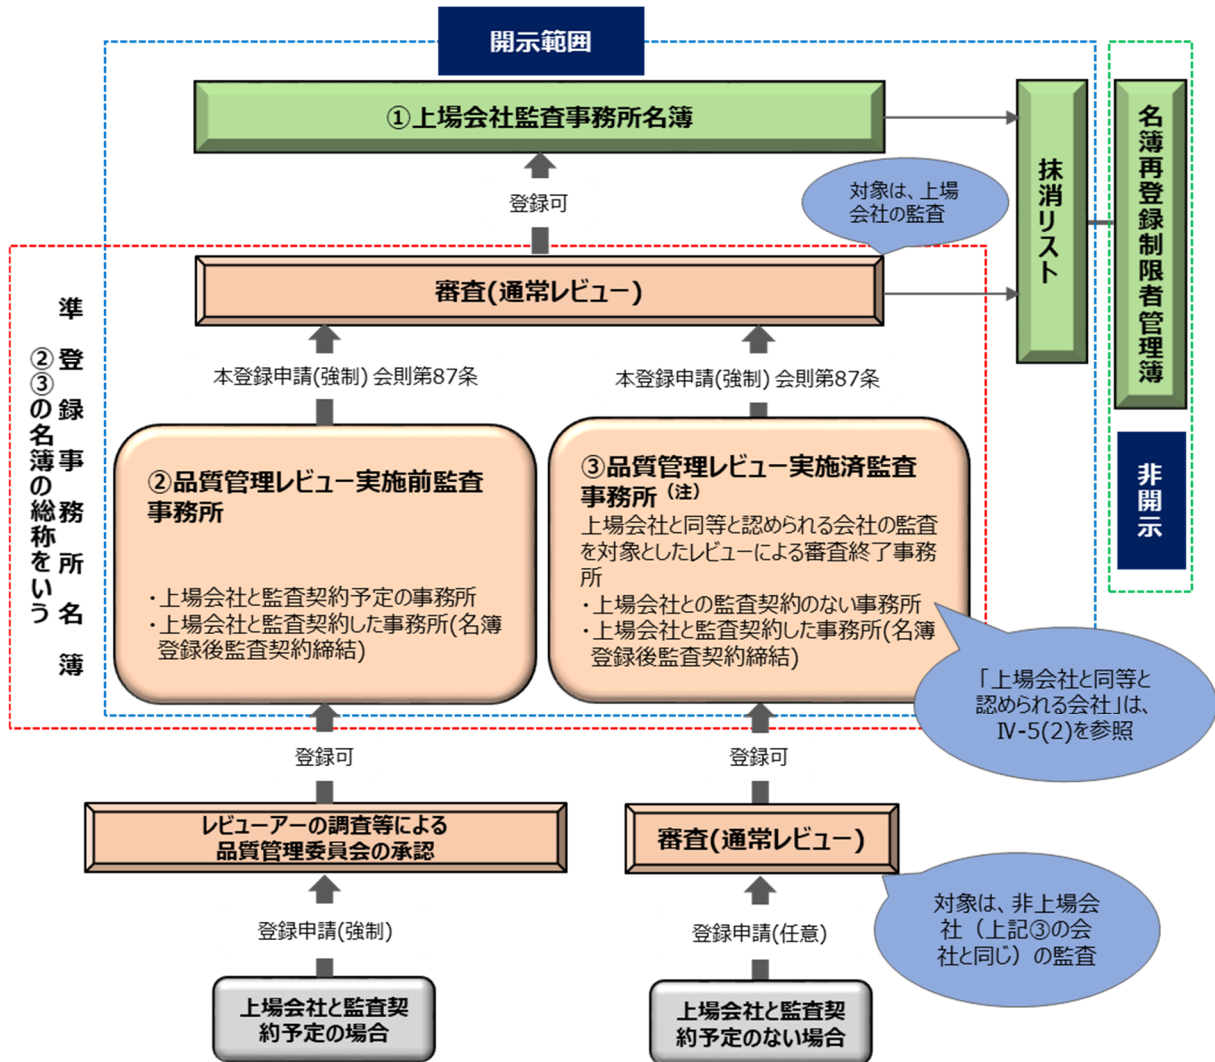 開示範囲
①上場会社監査事務所名簿
登録可
対象は、上場
会社の監査
抹消リスト
名簿再登録制限者管理簿
非開示
審査(通常レビュー)
準登録事務所名簿
②③の名簿の総称をいう
本登録申請(強制) 会則第87条
本登録申請(強制) 会則第87条
②品質管理レビュー実施前監査
事務所
・上場会社と監査契約予定の事務所
・上場会社と監査契約した事務所(名簿
登録後監査契約締結)
③品質管理レビュー実施済監査
事務所(注)
上場会社と同等と認められる会社の監査
を対象としたレビューによる審査終了事務
所
・上場会社との監査契約のない事務所
・上場会社と監査契約した事務所(名簿
登録後監査契約締結)
「上場会社と同等と
認められる会社」は、
Ⅳ-5(2)を参照
登録可
登録可
レビューアーの調査等による
品質管理委員会の承認
審査(通常レビュー)
対象は、非上場会
社（上記③の会
社と同じ）の監査
登録申請(強制)
登録申請(任意)
上場会社と監査契
約予定の場合
上場会社と監査契
約予定のない場合